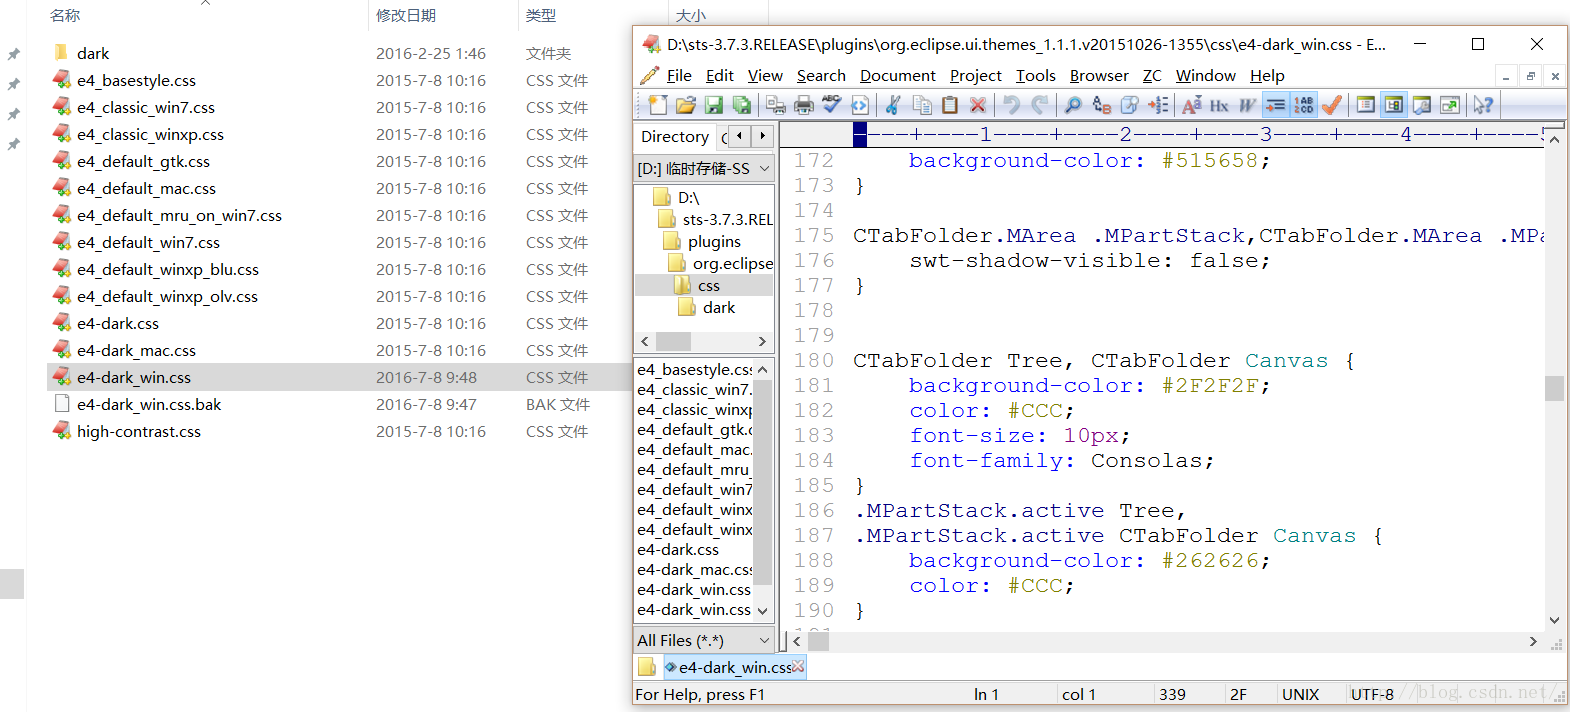 名称 修改日期 类型 大小
dark 2016-2-25 1:46 文件夹
e4_basestyle.css 2015-7-8 10:16 CSS 文件
e4_classic_win7.css 2015-7-8 10:16 CSS 文件
e4_classic_winxp.css 2015-7-8 10:16 CSS 文件
e4_default_gtk.css 2015-7-8 10:16 CSS 文件
e4_default_mac.css 2015-7-8 10:16 CSS 文件
e4_default_mru_on_win7.css 2015-7-8 10:16 CSS 文件
e4_default_win7.css 2015-7-8 10:16 CSS 文件
e4_default_winxp_blu.css 2015-7-8 10:16 CSS 文件
e4_default_winxp_olv.css 2015-7-8 10:16 CSS 文件
e4-dark.css 2015-7-8 10:16 CSS 文件
e4-dark_mac.css 2015-7-8 10:16 CSS 文件
e4-dark_win.css 2016-7-8 9:48 CSS 文件
e4-dark_win.css.bak 2016-7-8 9:47 BAK 文件
high-contrast.css 2015-7-8 10:16 CSS 文件
D:\sts-3.7.3.RELEASE\plugins\org.eclipse.ui.themes_1.1.1.v20151026-1355\css\e4-dark_win.css - E...
File Edit View Search Document Project Tools Browser ZC Window Help
Directory
[D:] 临时存储-SS
D:\
sts-3.7.3.REL
plugins
org.eclipse
css
dark
e4_basestyle.css
e4_classic_win7.
e4_classic_winxp
e4_default_gtk.c
e4_default_mac.
e4_default_mru_
e4_default_win7
e4_default_winx
e4_default_winx
e4-dark.css
e4-dark_mac.css
e4-dark_win.css
e4-dark_win.css
All Files (*.*)
----+----1----+----2----+----3----+----4----+----5
172 background-color: #515658;
173 }
174
175 CTabFolder.MArea .MPartStack,CTabFolder.MArea .MPa
176 swt-shadow-visible: false;
177 }
178
179
180 CTabFolder Tree, CTabFolder Canvas {
181 background-color: #2F2F2F;
182 color: #CCC;
183 font-size: 10px;
184 font-family: Consolas;
185 }
186 .MPartStack.active Tree,
187 .MPartStack.active CTabFolder Canvas {
188 background-color: #262626;
189 color: #CCC;
190 }
191
e4-dark_win.css
For Help, press F1 ln 1 col 1 339 2F UNIX UTF-8
http://blog.csdn.net/